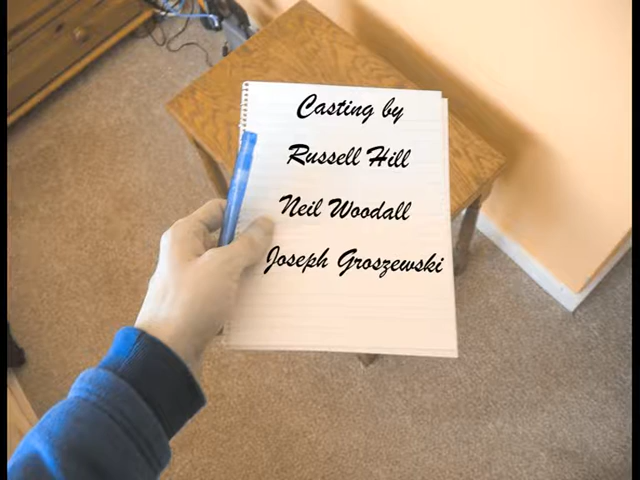 Casting by
Russell Hill
Neil Woodall
Joseph Groszewski